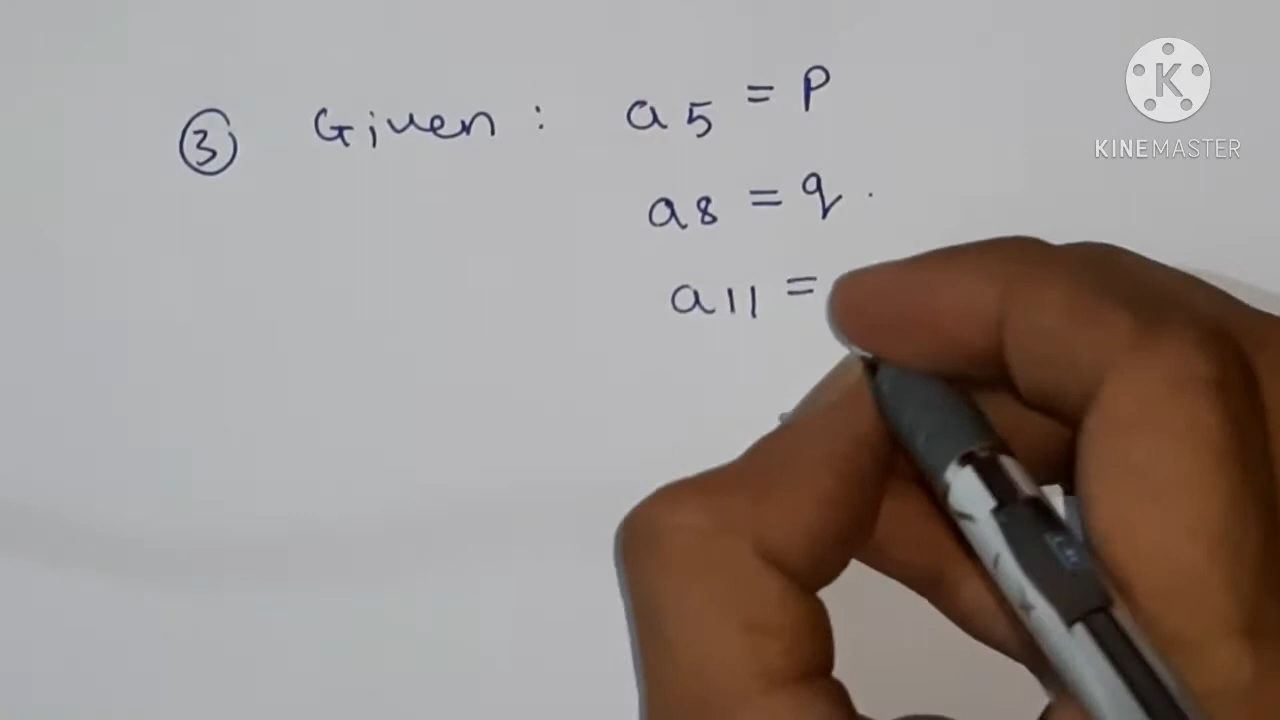 ③ Given : a5 = P
a8 = q.
a11 =
KINEMASTER